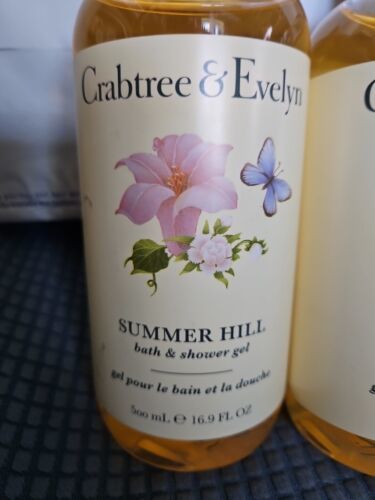 Crabtree & Evelyn
SUMMER HILL
bath & shower gel
gel pour le bain et la douche
500 mL ℮ 16.9 FL OZ